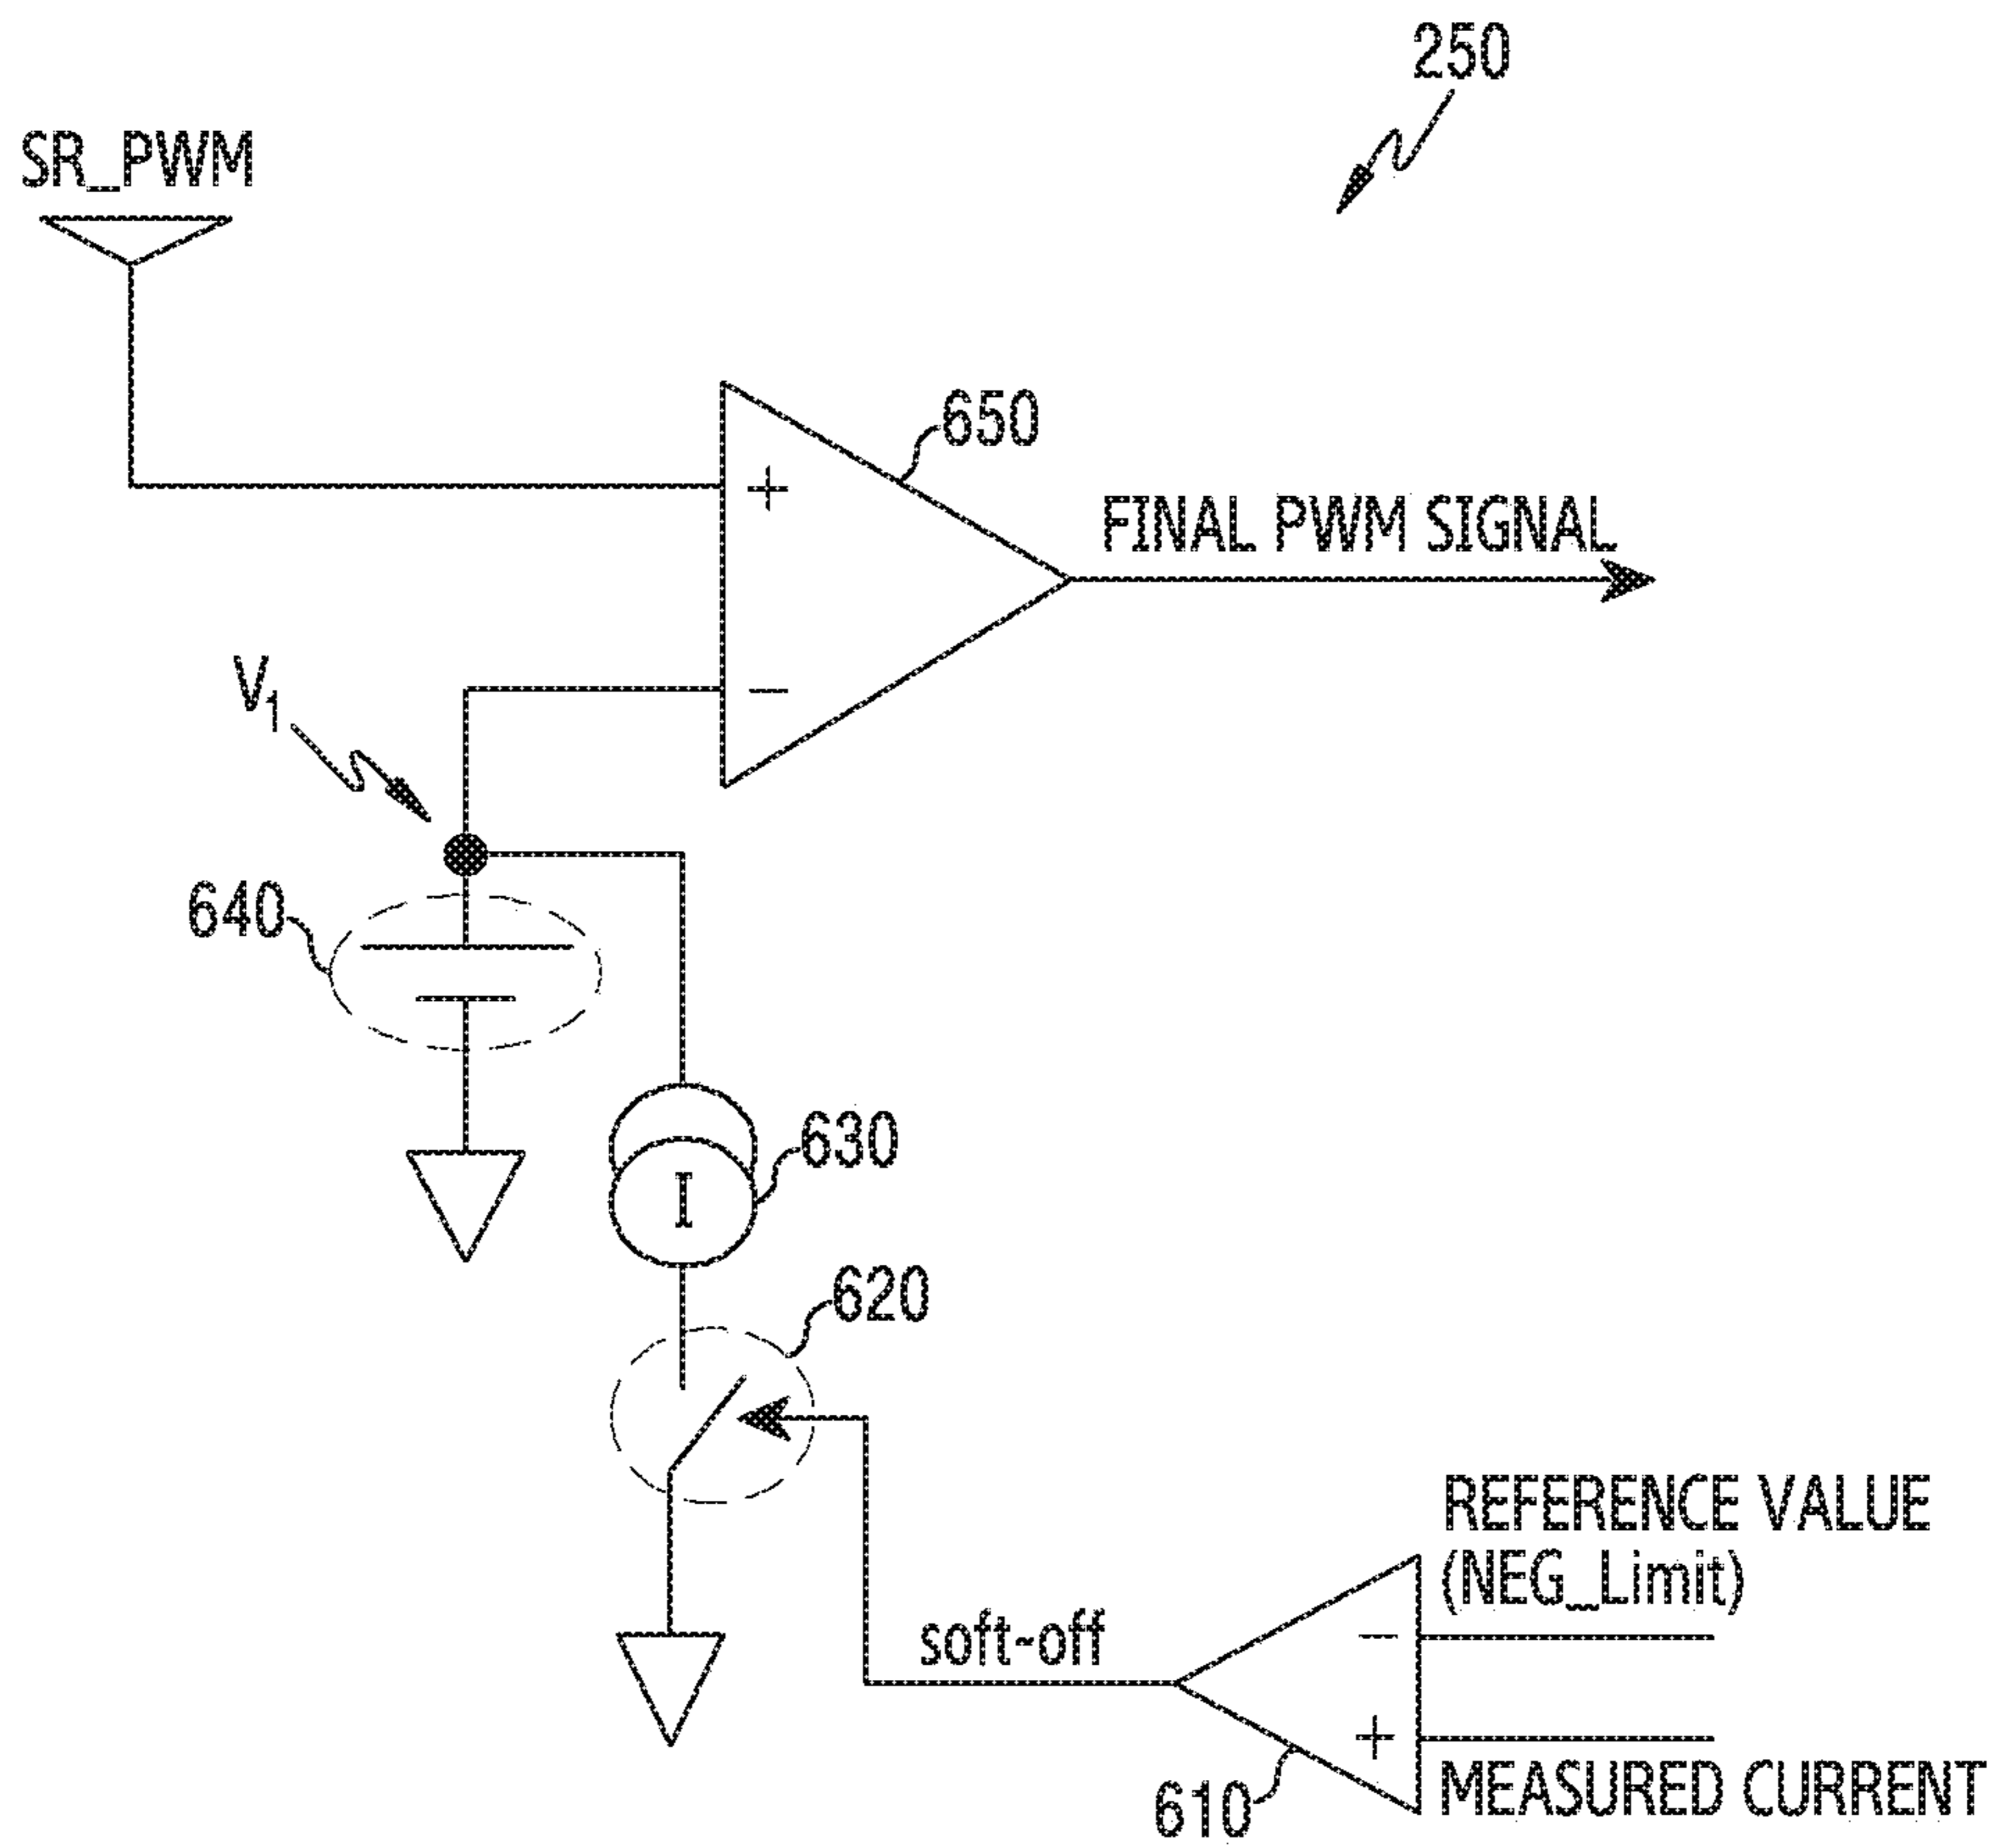 250
SR_PWM
650
+
FINAL PWM SIGNAL
V1
−
640
630
I
620
REFERENCE VALUE
(NEG_Limit)
soft-off
−
+
610
MEASURED CURRENT